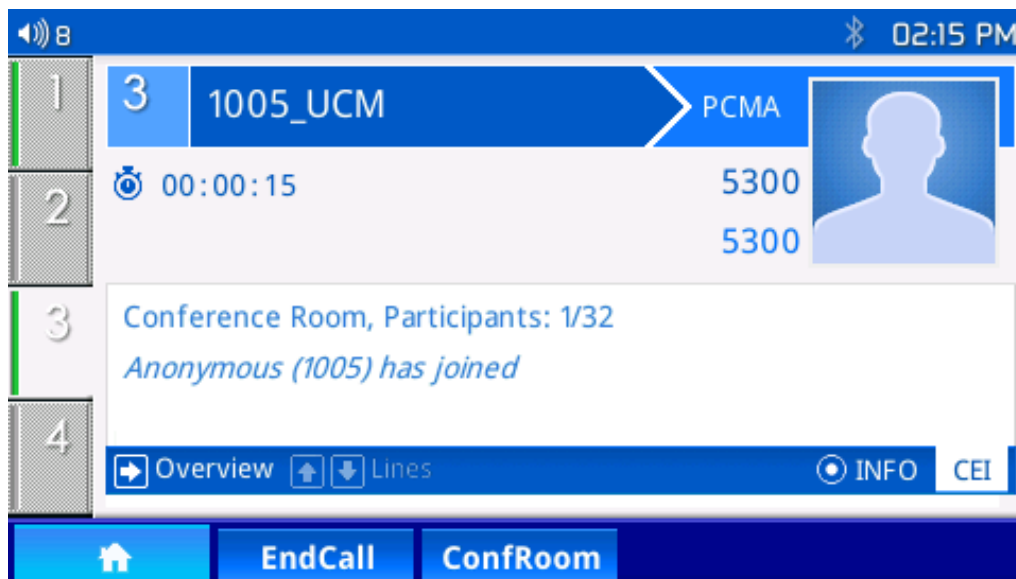 8 02:15 PM
1
3 1005_UCM PCMA
00:00:15 5300
2
5300
3
Conference Room, Participants: 1/32
Anonymous (1005) has joined
4
Overview Lines INFO CEI
EndCall ConfRoom